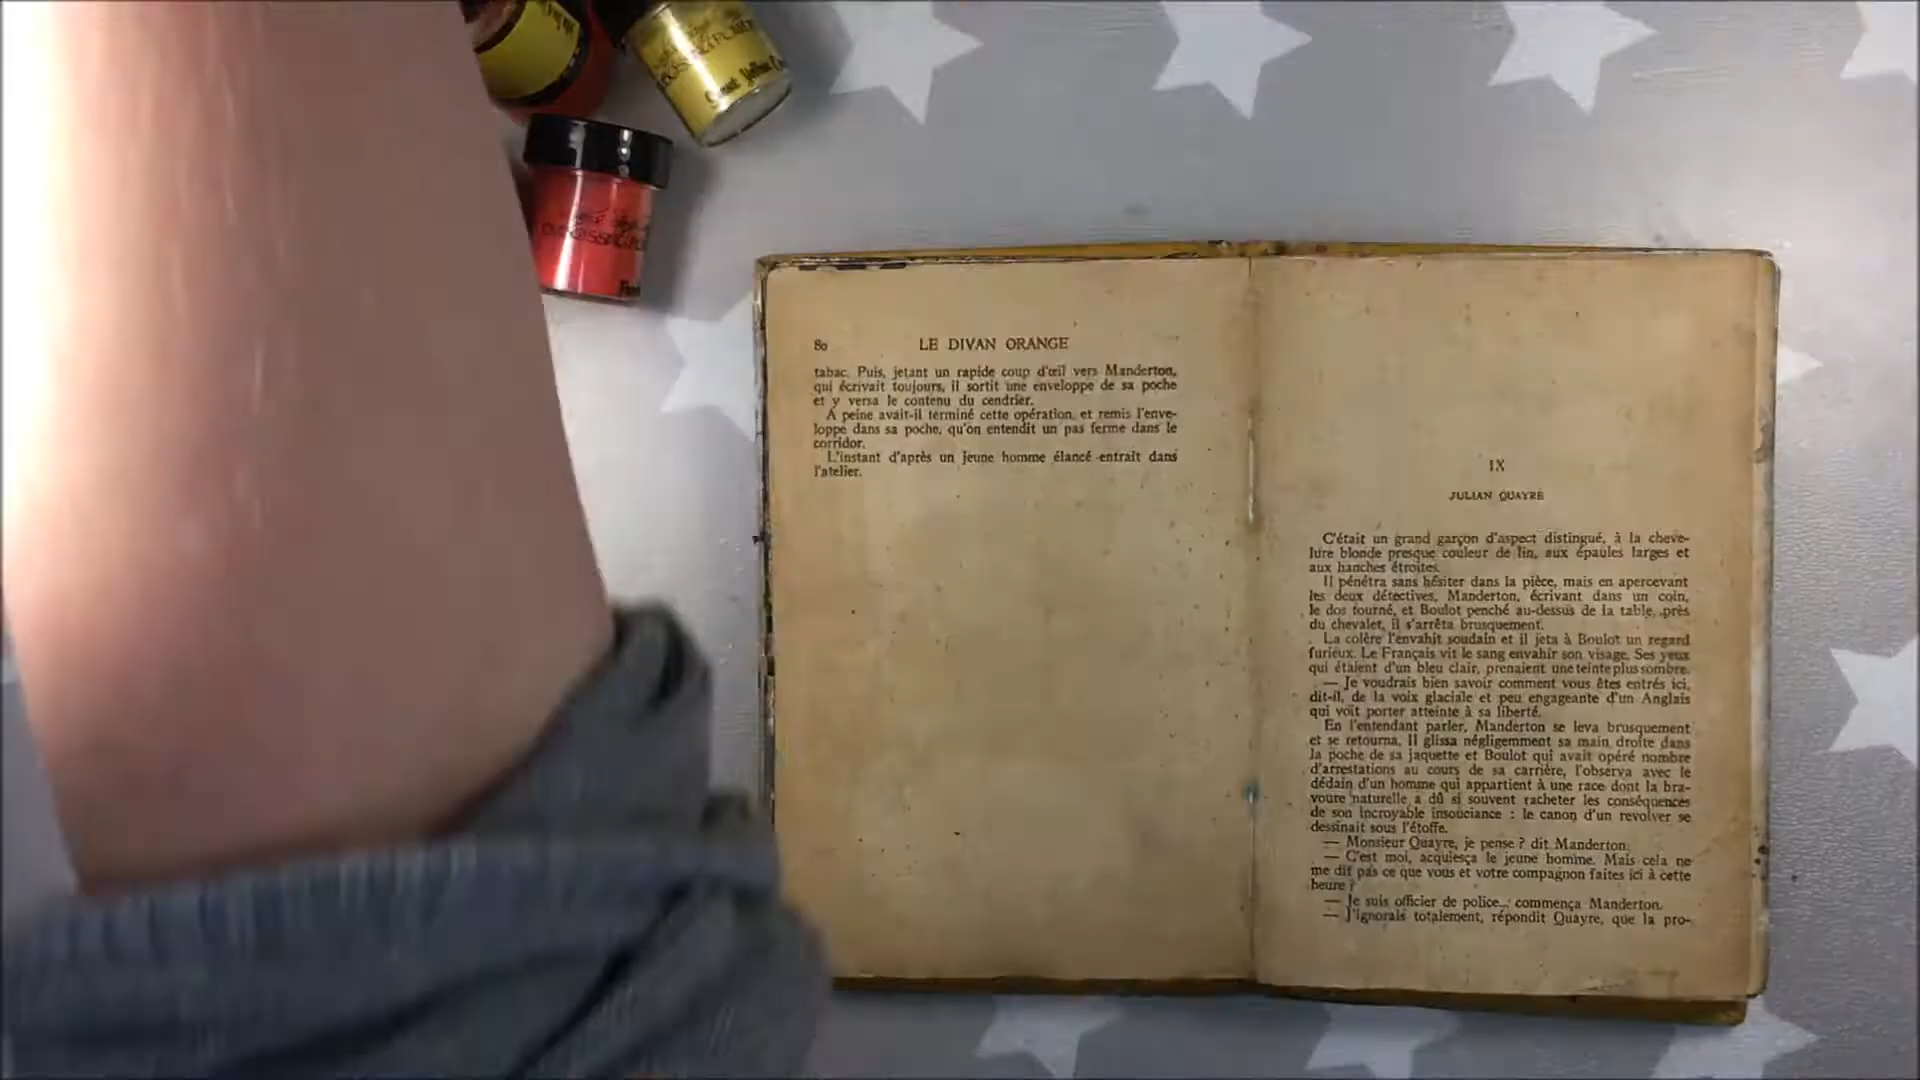 80 LE DIVAN ORANGE
tabac. Puis, jetant un rapide coup d'œil vers Manderton,
qui écrivait toujours, il sortit une enveloppe de sa poche
et y versa le contenu du cendrier.
A peine avait-il terminé cette opération, et remis l'enve-
loppe dans sa poche, qu'on entendit un pas ferme dans le
corridor.
L'instant d'après un jeune homme élancé entrait dans
l'atelier.
IX
JULIAN QUAYRE
C'était un grand garçon d'aspect distingué, à la cheve-
lure blonde presque couleur de lin, aux épaules larges et
aux hanches étroites.
Il pénétra sans hésiter dans la pièce, mais en apercevant
les deux détectives, Manderton, écrivant dans un coin,
le dos tourné, et Boulot penché au-dessus de la table, près
du chevalet, il s'arrêta brusquement.
La colère l'envahit soudain et il jeta à Boulot un regard
furieux. Le Français vit le sang envahir son visage. Ses yeux
qui étaient d'un bleu clair, prenaient une teinte plus sombre.
— Je voudrais bien savoir comment vous êtes entrés ici,
dit-il, de la voix glaciale et peu engageante d'un Anglais
qui voit porter atteinte à sa liberté.
En l'entendant parler, Manderton se leva brusquement
et se retourna. Il glissa négligemment sa main droite dans
la poche de sa jaquette et Boulot qui avait opéré nombre
d'arrestations au cours de sa carrière, l'observa avec le
dédain d'un homme qui appartient à une race dont la bra-
voure naturelle a dû si souvent racheter les conséquences
de son incroyable insouciance : le canon d'un revolver se
dessinait sous l'étoffe.
— Monsieur Quayre, je pense ? dit Manderton.
— C'est moi, acquiesça le jeune homme. Mais cela ne
me dit pas ce que vous et votre compagnon faites ici à cette
heure ?
— Je suis officier de police... commença Manderton.
— J'ignorais totalement, répondit Quayre, que la pro-